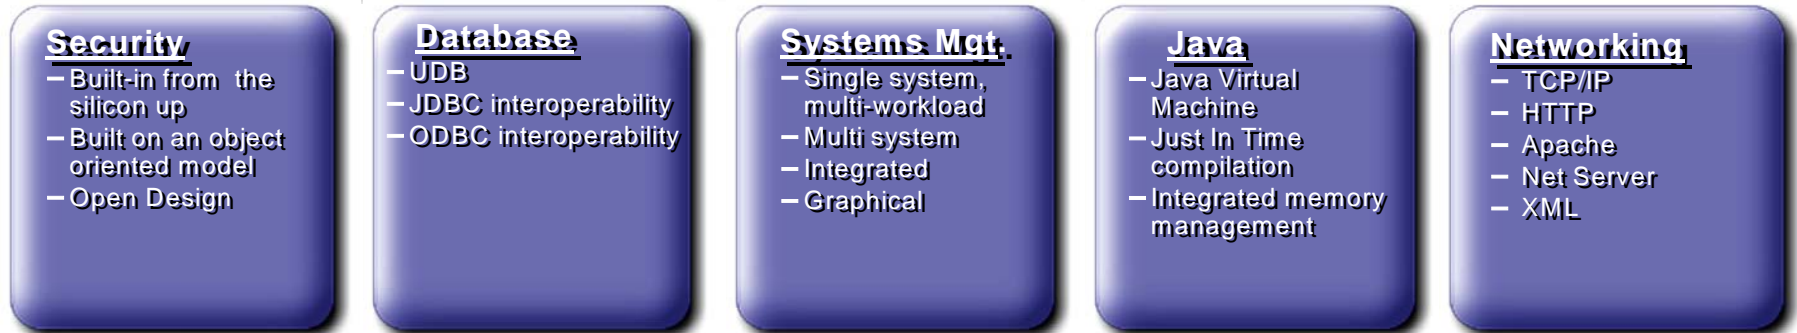 Security
– Built-in from the
silicon up
– Built on an object
oriented model
– Open Design
Database
– UDB
– JDBC interoperability
– ODBC interoperability
Systems Mgt.
– Single system,
multi-workload
– Multi system
– Integrated
– Graphical
Java
– Java Virtual
Machine
– Just In Time
compilation
– Integrated memory
management
Networking
– TCP/IP
– HTTP
– Apache
– Net Server
– XML